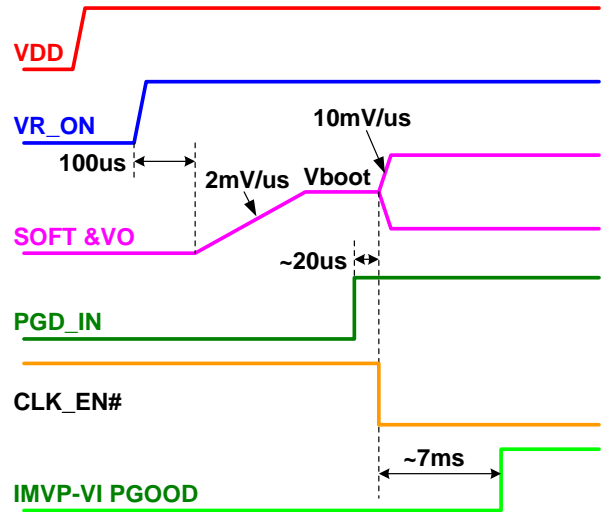 VDD
VR_ON
10mV/us
100us
2mV/us
Vboot
SOFT &VO
~20us
PGD_IN
CLK_EN#
~7ms
IMVP-VI PGOOD